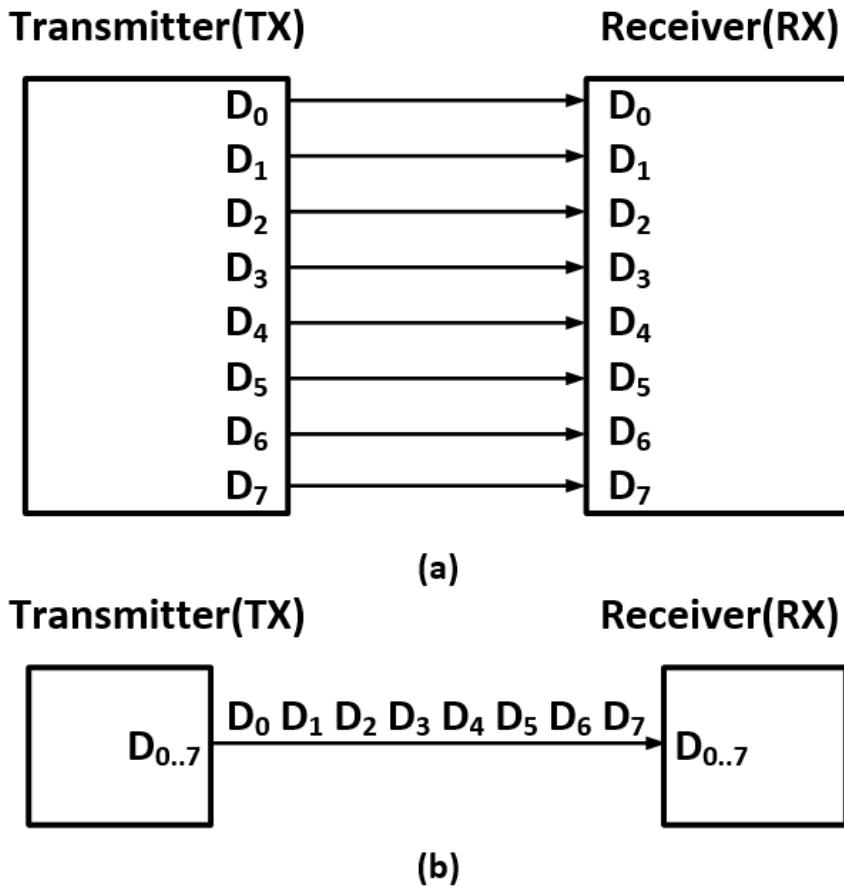 Transmitter(TX) Receiver(RX)
D₀ D₀
D₁ D₁
D₂ D₂
D₃ D₃
D₄ D₄
D₅ D₅
D₆ D₆
D₇ D₇
(a)
Transmitter(TX) Receiver(RX)
D₀ D₁ D₂ D₃ D₄ D₅ D₆ D₇
D₀..₇ D₀..₇
(b)